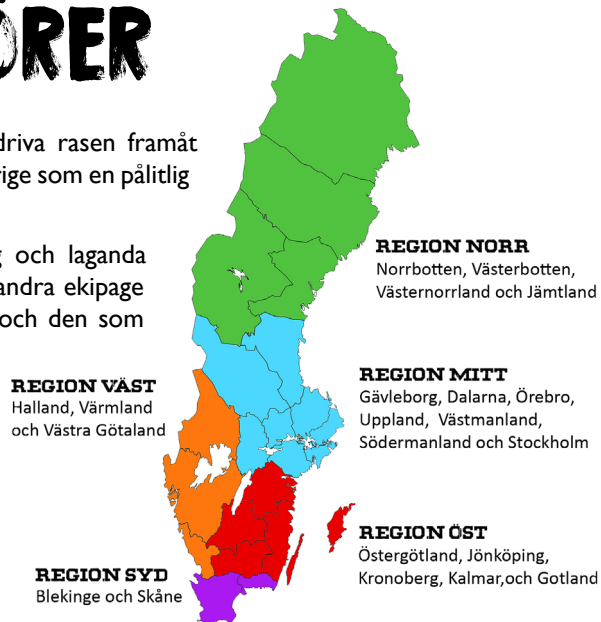 ÖRER
driva rasen framåt
rige som en pålitlig
g och laganda
andra ekipage
och den som
REGION NORR
Norrbotten, Västerbotten,
Västernorrland och Jämtland
REGION VÄST
Halland, Värmland
och Västra Götaland
REGION MITT
Gävleborg, Dalarna, Örebro,
Uppland, Västmanland,
Södermanland och Stockholm
REGION ÖST
Östergötland, Jönköping,
Kronoberg, Kalmar,och Gotland
REGION SYD
Blekinge och Skåne